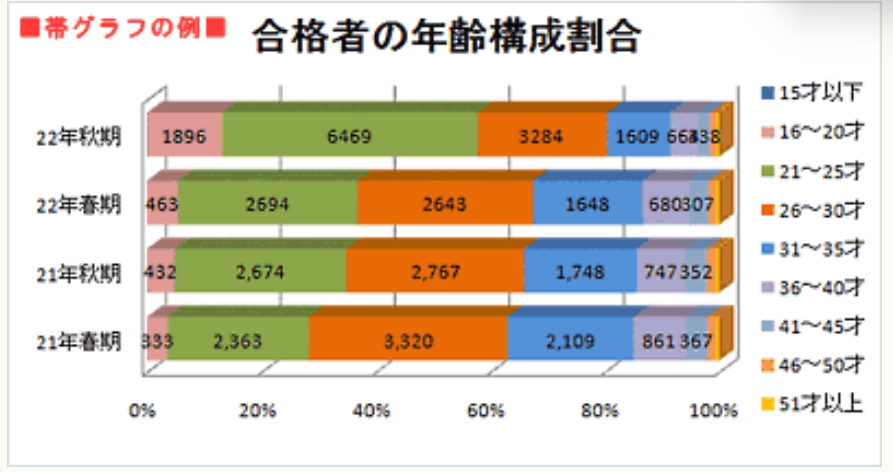 ■帯グラフの例■
合格者の年齢構成割合
22年秋期 1896 6469 3284 1609
22年春期 463 2694 2643 1648 680 307
21年秋期 432 2,674 2,767 1,748 747 352
21年春期 333 2,363 3,320 2,109 861 367
0% 20% 40% 60% 80% 100%
15才以下
16～20才
21～25才
26～30才
31～35才
36～40才
41～45才
46～50才
51才以上